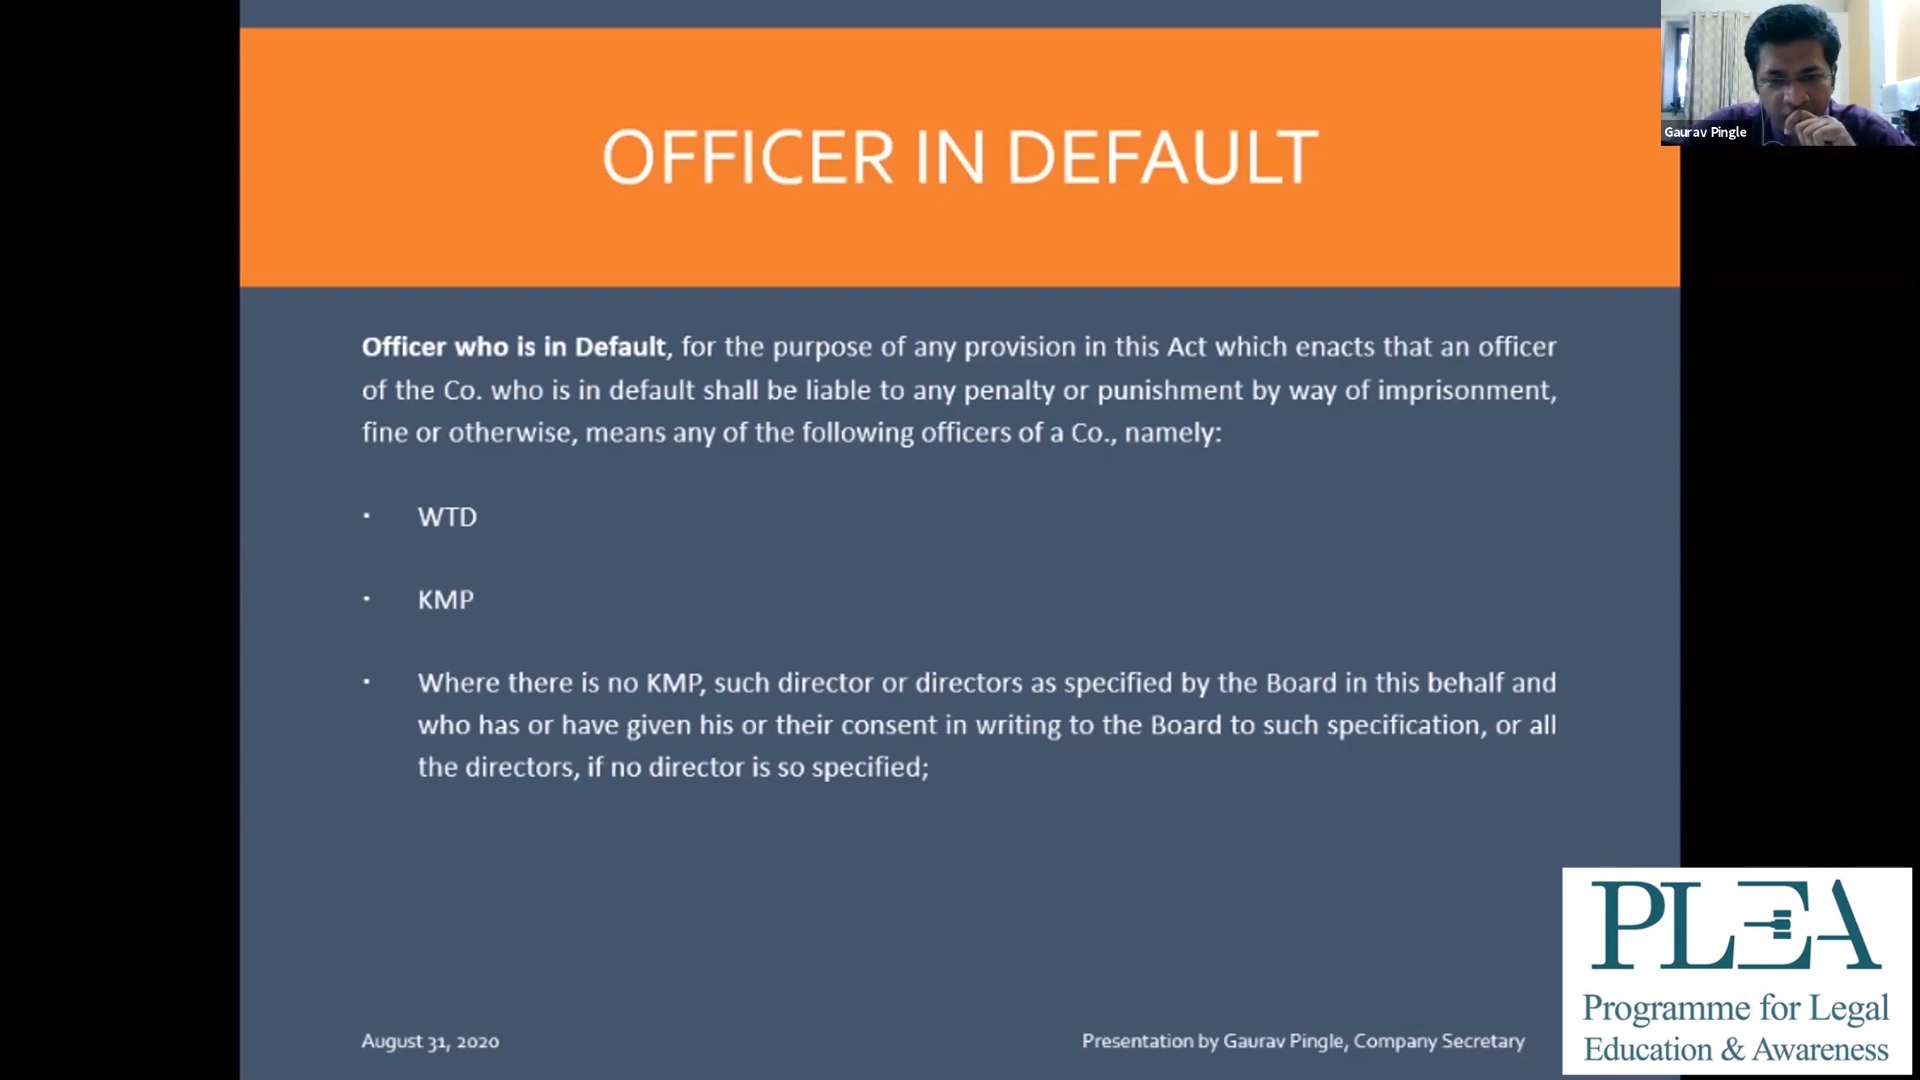 OFFICER IN DEFAULT
Gaurav Pingle
Officer who is in Default, for the purpose of any provision in this Act which enacts that an officer
of the Co. who is in default shall be liable to any penalty or punishment by way of imprisonment,
fine or otherwise, means any of the following officers of a Co., namely:
· WTD
· KMP
· Where there is no KMP, such director or directors as specified by the Board in this behalf and
who has or have given his or their consent in writing to the Board to such specification, or all
the directors, if no director is so specified;
August 31, 2020
Presentation by Gaurav Pingle, Company Secretary
PLEA
Programme for Legal
Education & Awareness